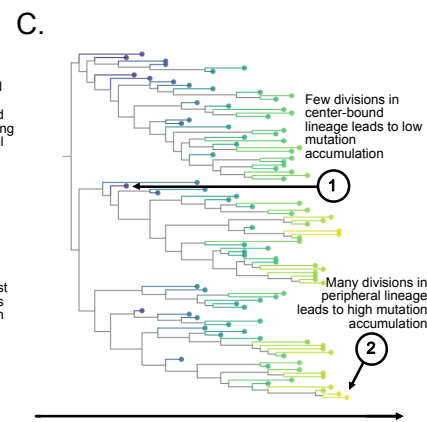 C.
Few divisions in
center-bound
lineage leads to low
mutation
accumulation
1
Many divisions in
peripheral lineage
leads to high mutation
accumulation
2